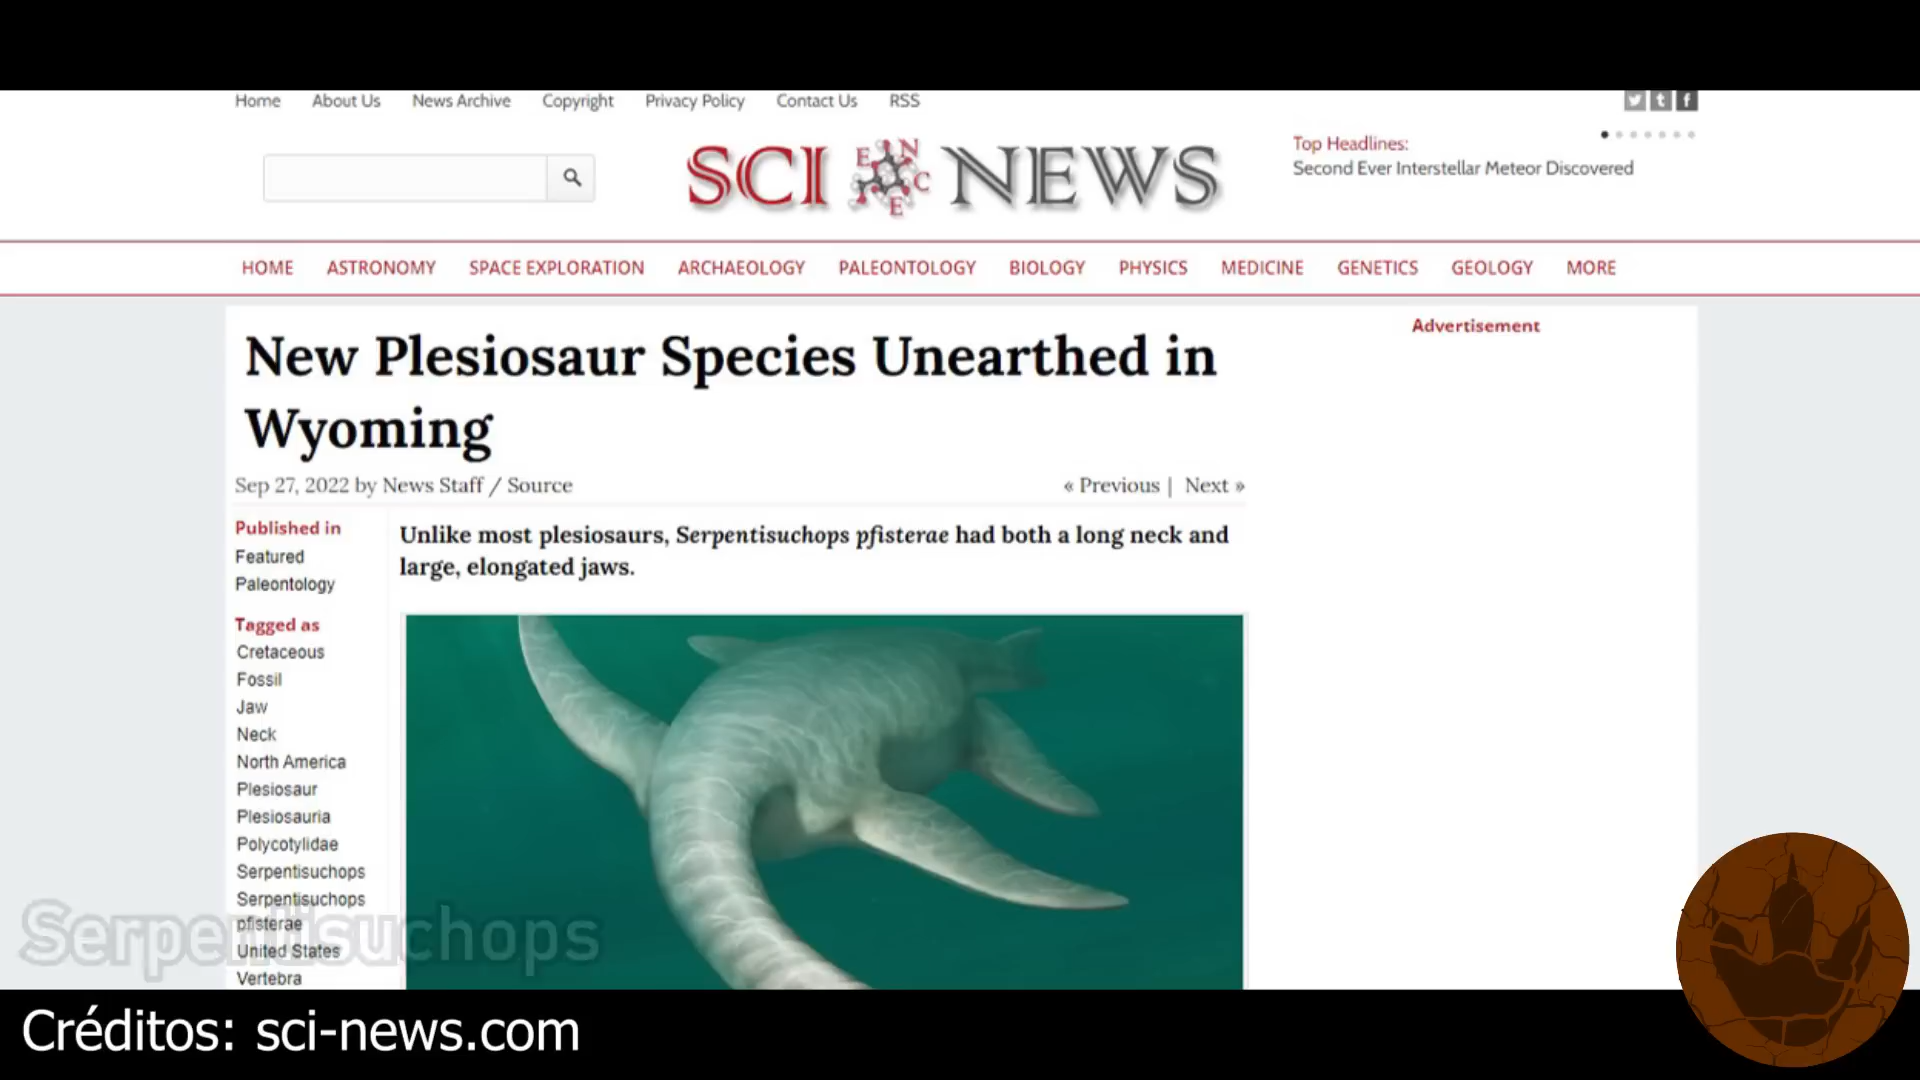 Home About Us News Archive Copyright Privacy Policy Contact Us RSS
SCI SCIENCE NEWS
Top Headlines:
Second Ever Interstellar Meteor Discovered
HOME ASTRONOMY SPACE EXPLORATION ARCHAEOLOGY PALEONTOLOGY BIOLOGY PHYSICS MEDICINE GENETICS GEOLOGY MORE
New Plesiosaur Species Unearthed in
Wyoming
Sep 27, 2022 by News Staff / Source
« Previous | Next »
Published in
Featured
Paleontology
Tagged as
Cretaceous
Fossil
Jaw
Neck
North America
Plesiosaur
Plesiosauria
Polycotylidae
Serpentisuchops
Serpentisuchops
pfisterae
United States
Vertebra
Unlike most plesiosaurs, Serpentisuchops pfisterae had both a long neck and
large, elongated jaws.
Advertisement
Serpentisuchops
Créditos: sci-news.com